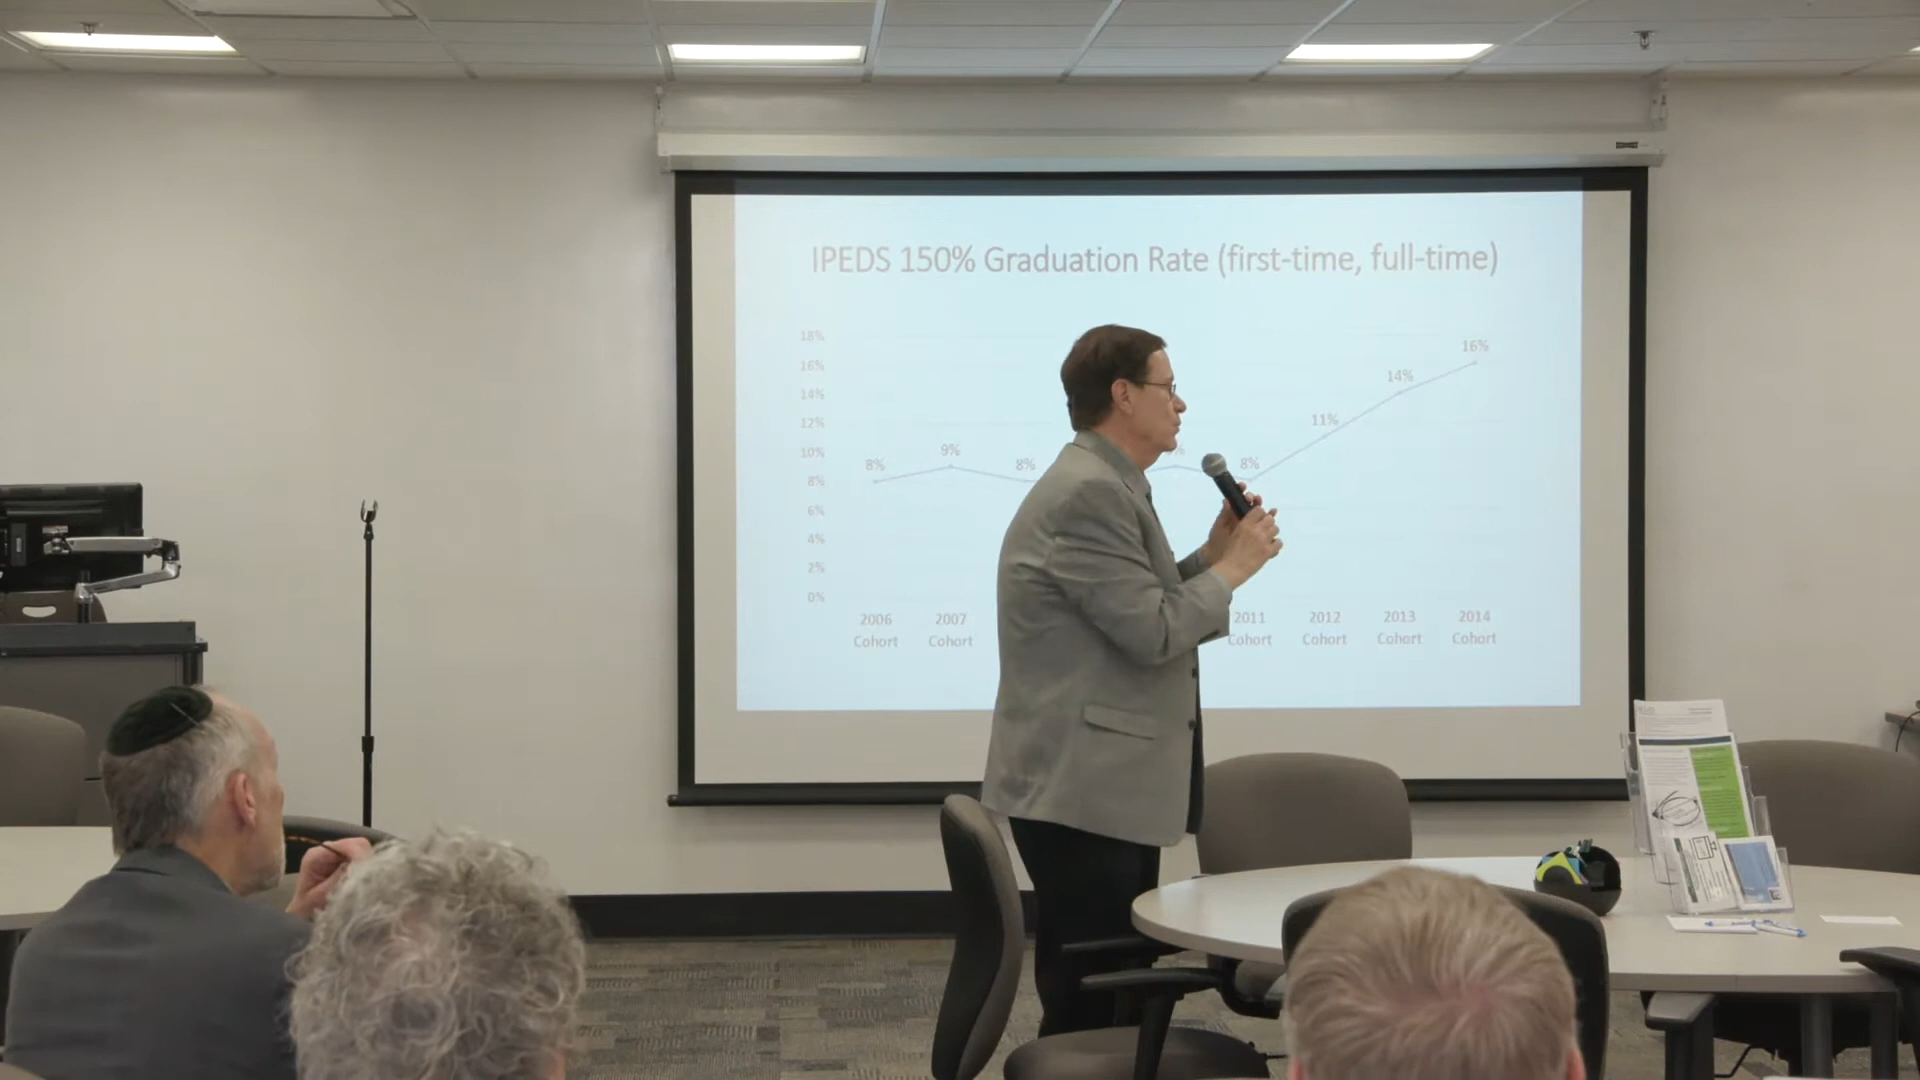 IPEDS 150% Graduation Rate (first-time, full-time)
18%
16%
14%
12%
10%
8%
6%
4%
2%
0%
8%
9%
8%
8%
11%
14%
16%
2006 Cohort
2007 Cohort
2011 Cohort
2012 Cohort
2013 Cohort
2014 Cohort